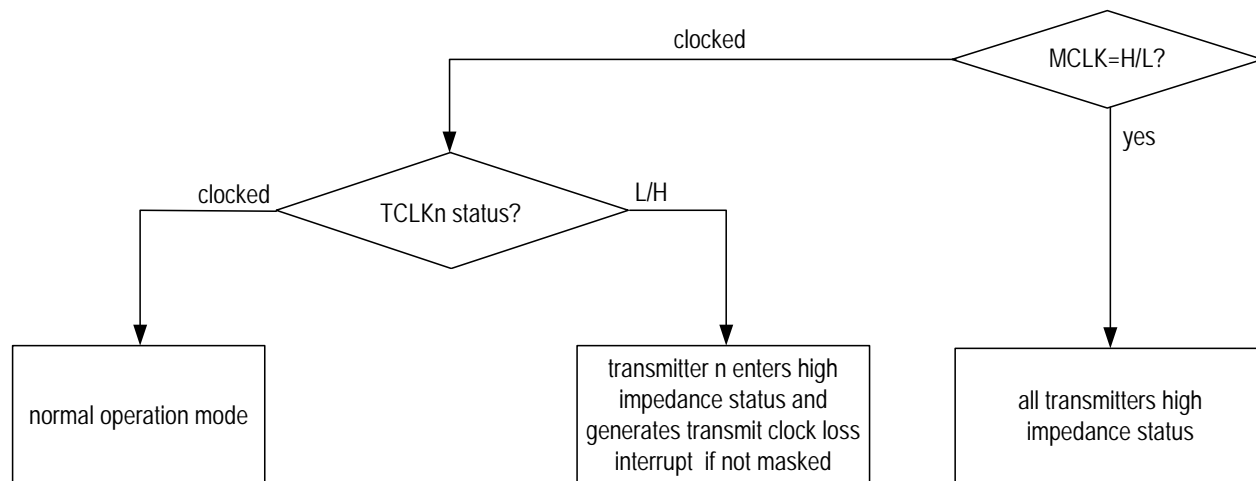 clocked
MCLK=H/L?
yes
clocked
TCLKn status?
L/H
normal operation mode
transmitter n enters high
impedance status and
generates transmit clock loss
interrupt if not masked
all transmitters high
impedance status